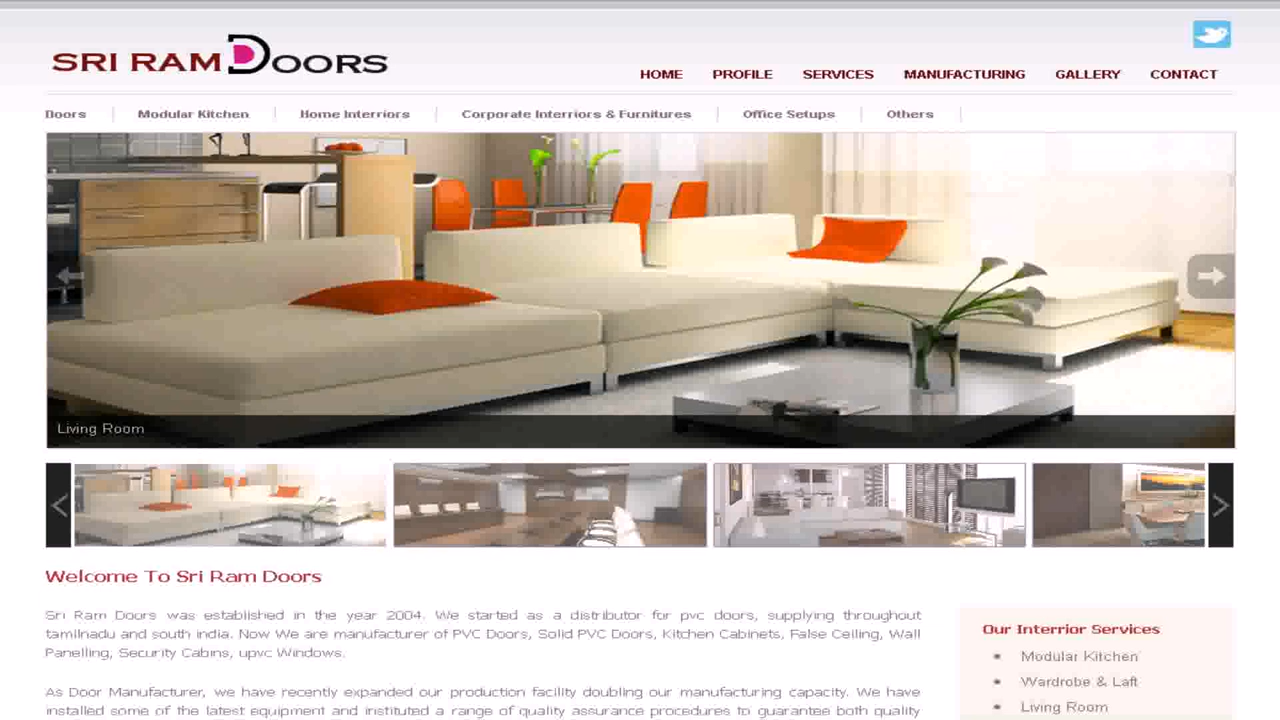 SRI RAM DOORS
HOME PROFILE SERVICES MANUFACTURING GALLERY CONTACT
Doors Modular Kitchen Home Interriors Corporate Interriors & Furnitures Office Setups Others
Living Room
Welcome To Sri Ram Doors
Sri Ram Doors was established in the year 2004. We started as a distributor for pvc doors, supplying throughout
tamilnadu and south india. Now We are manufacturer of PVC Doors, Solid PVC Doors, Kitchen Cabinets, False Ceiling, Wall
Panelling, Security Cabins, upvc Windows.
As Door Manufacturer, we have recently expanded our production facility doubling our manufacturing capacity. We have
installed some of the latest equipment and instituted a range of quality assurance procedures to guarantee both quality
Our Interrior Services
Modular Kitchen
Wardrobe & Laft
Living Room